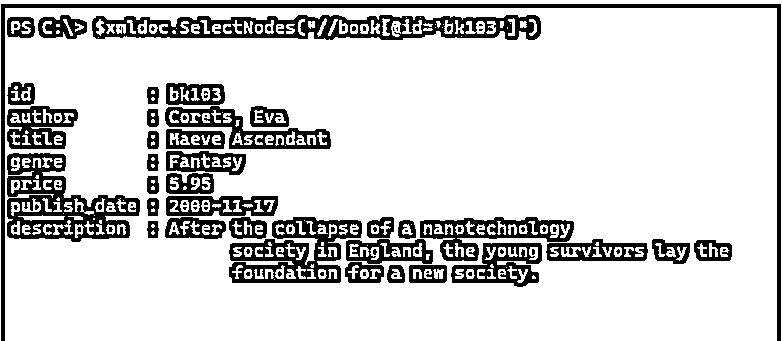 PS C:\> $xmldoc.SelectNodes("//book[@id='bk103']")
id : bk103
author : Corets, Eva
title : Maeve Ascendant
genre : Fantasy
price : 5.95
publish_date : 2000-11-17
description : After the collapse of a nanotechnology
society in England, the young survivors lay the
foundation for a new society.